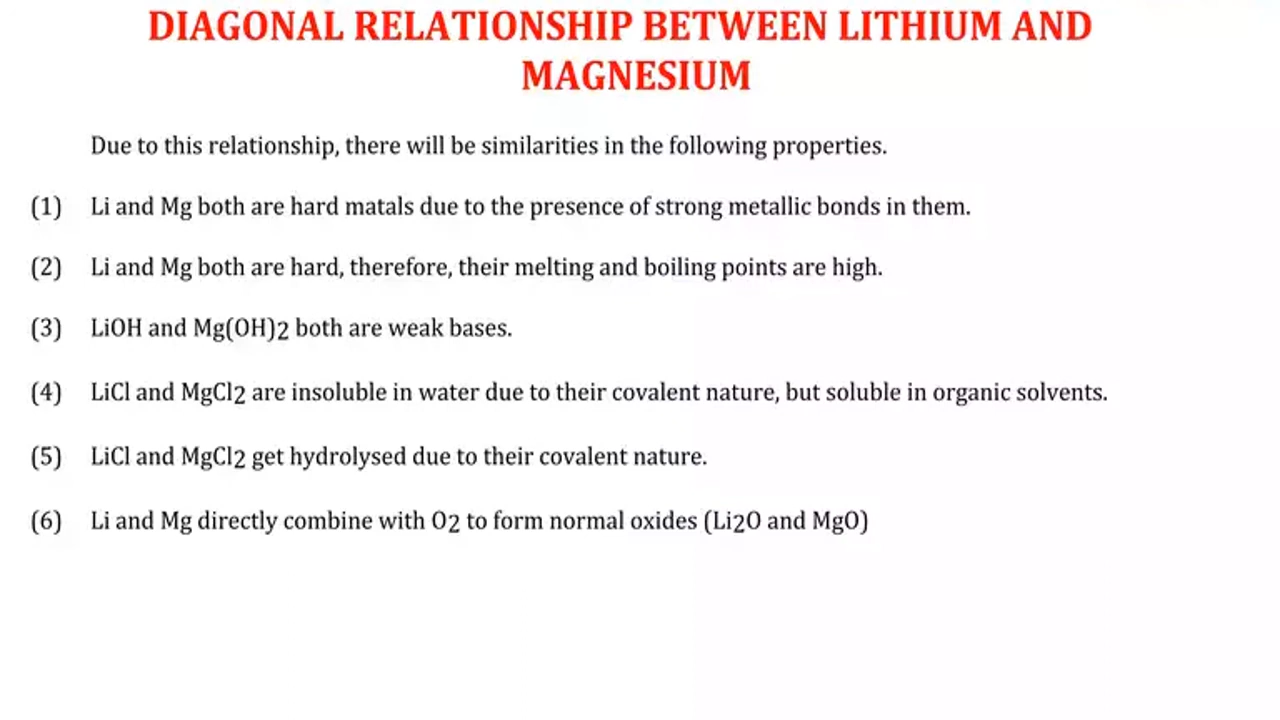 DIAGONAL RELATIONSHIP BETWEEN LITHIUM AND
MAGNESIUM
Due to this relationship, there will be similarities in the following properties.
(1) Li and Mg both are hard matals due to the presence of strong metallic bonds in them.
(2) Li and Mg both are hard, therefore, their melting and boiling points are high.
(3) LiOH and Mg(OH)2 both are weak bases.
(4) LiCl and MgCl2 are insoluble in water due to their covalent nature, but soluble in organic solvents.
(5) LiCl and MgCl2 get hydrolysed due to their covalent nature.
(6) Li and Mg directly combine with O2 to form normal oxides (Li2O and MgO)